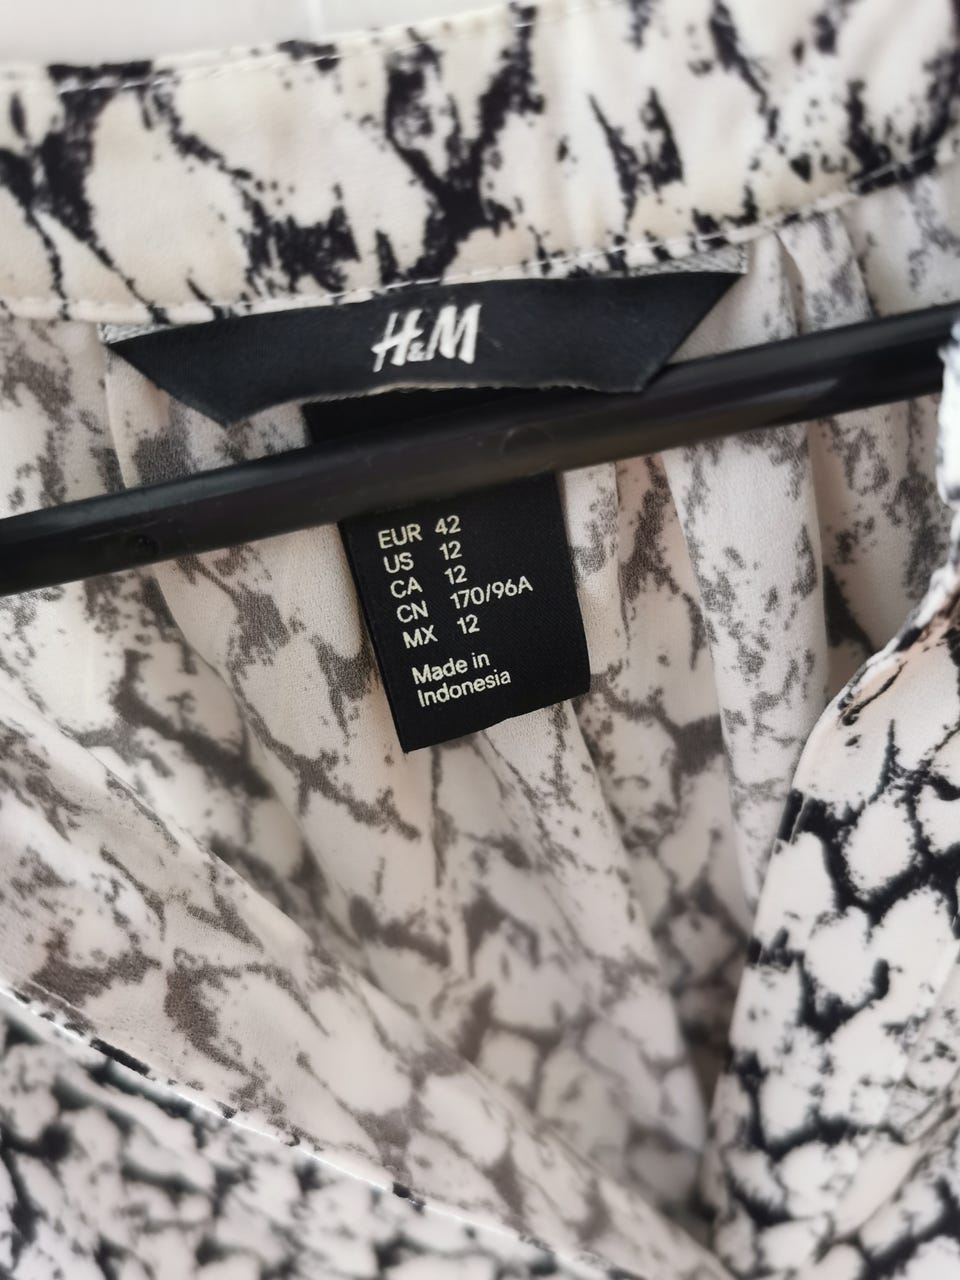 H&M
EUR 42
US 12
CA 12
CN 170/96A
MX 12
Made in
Indonesia